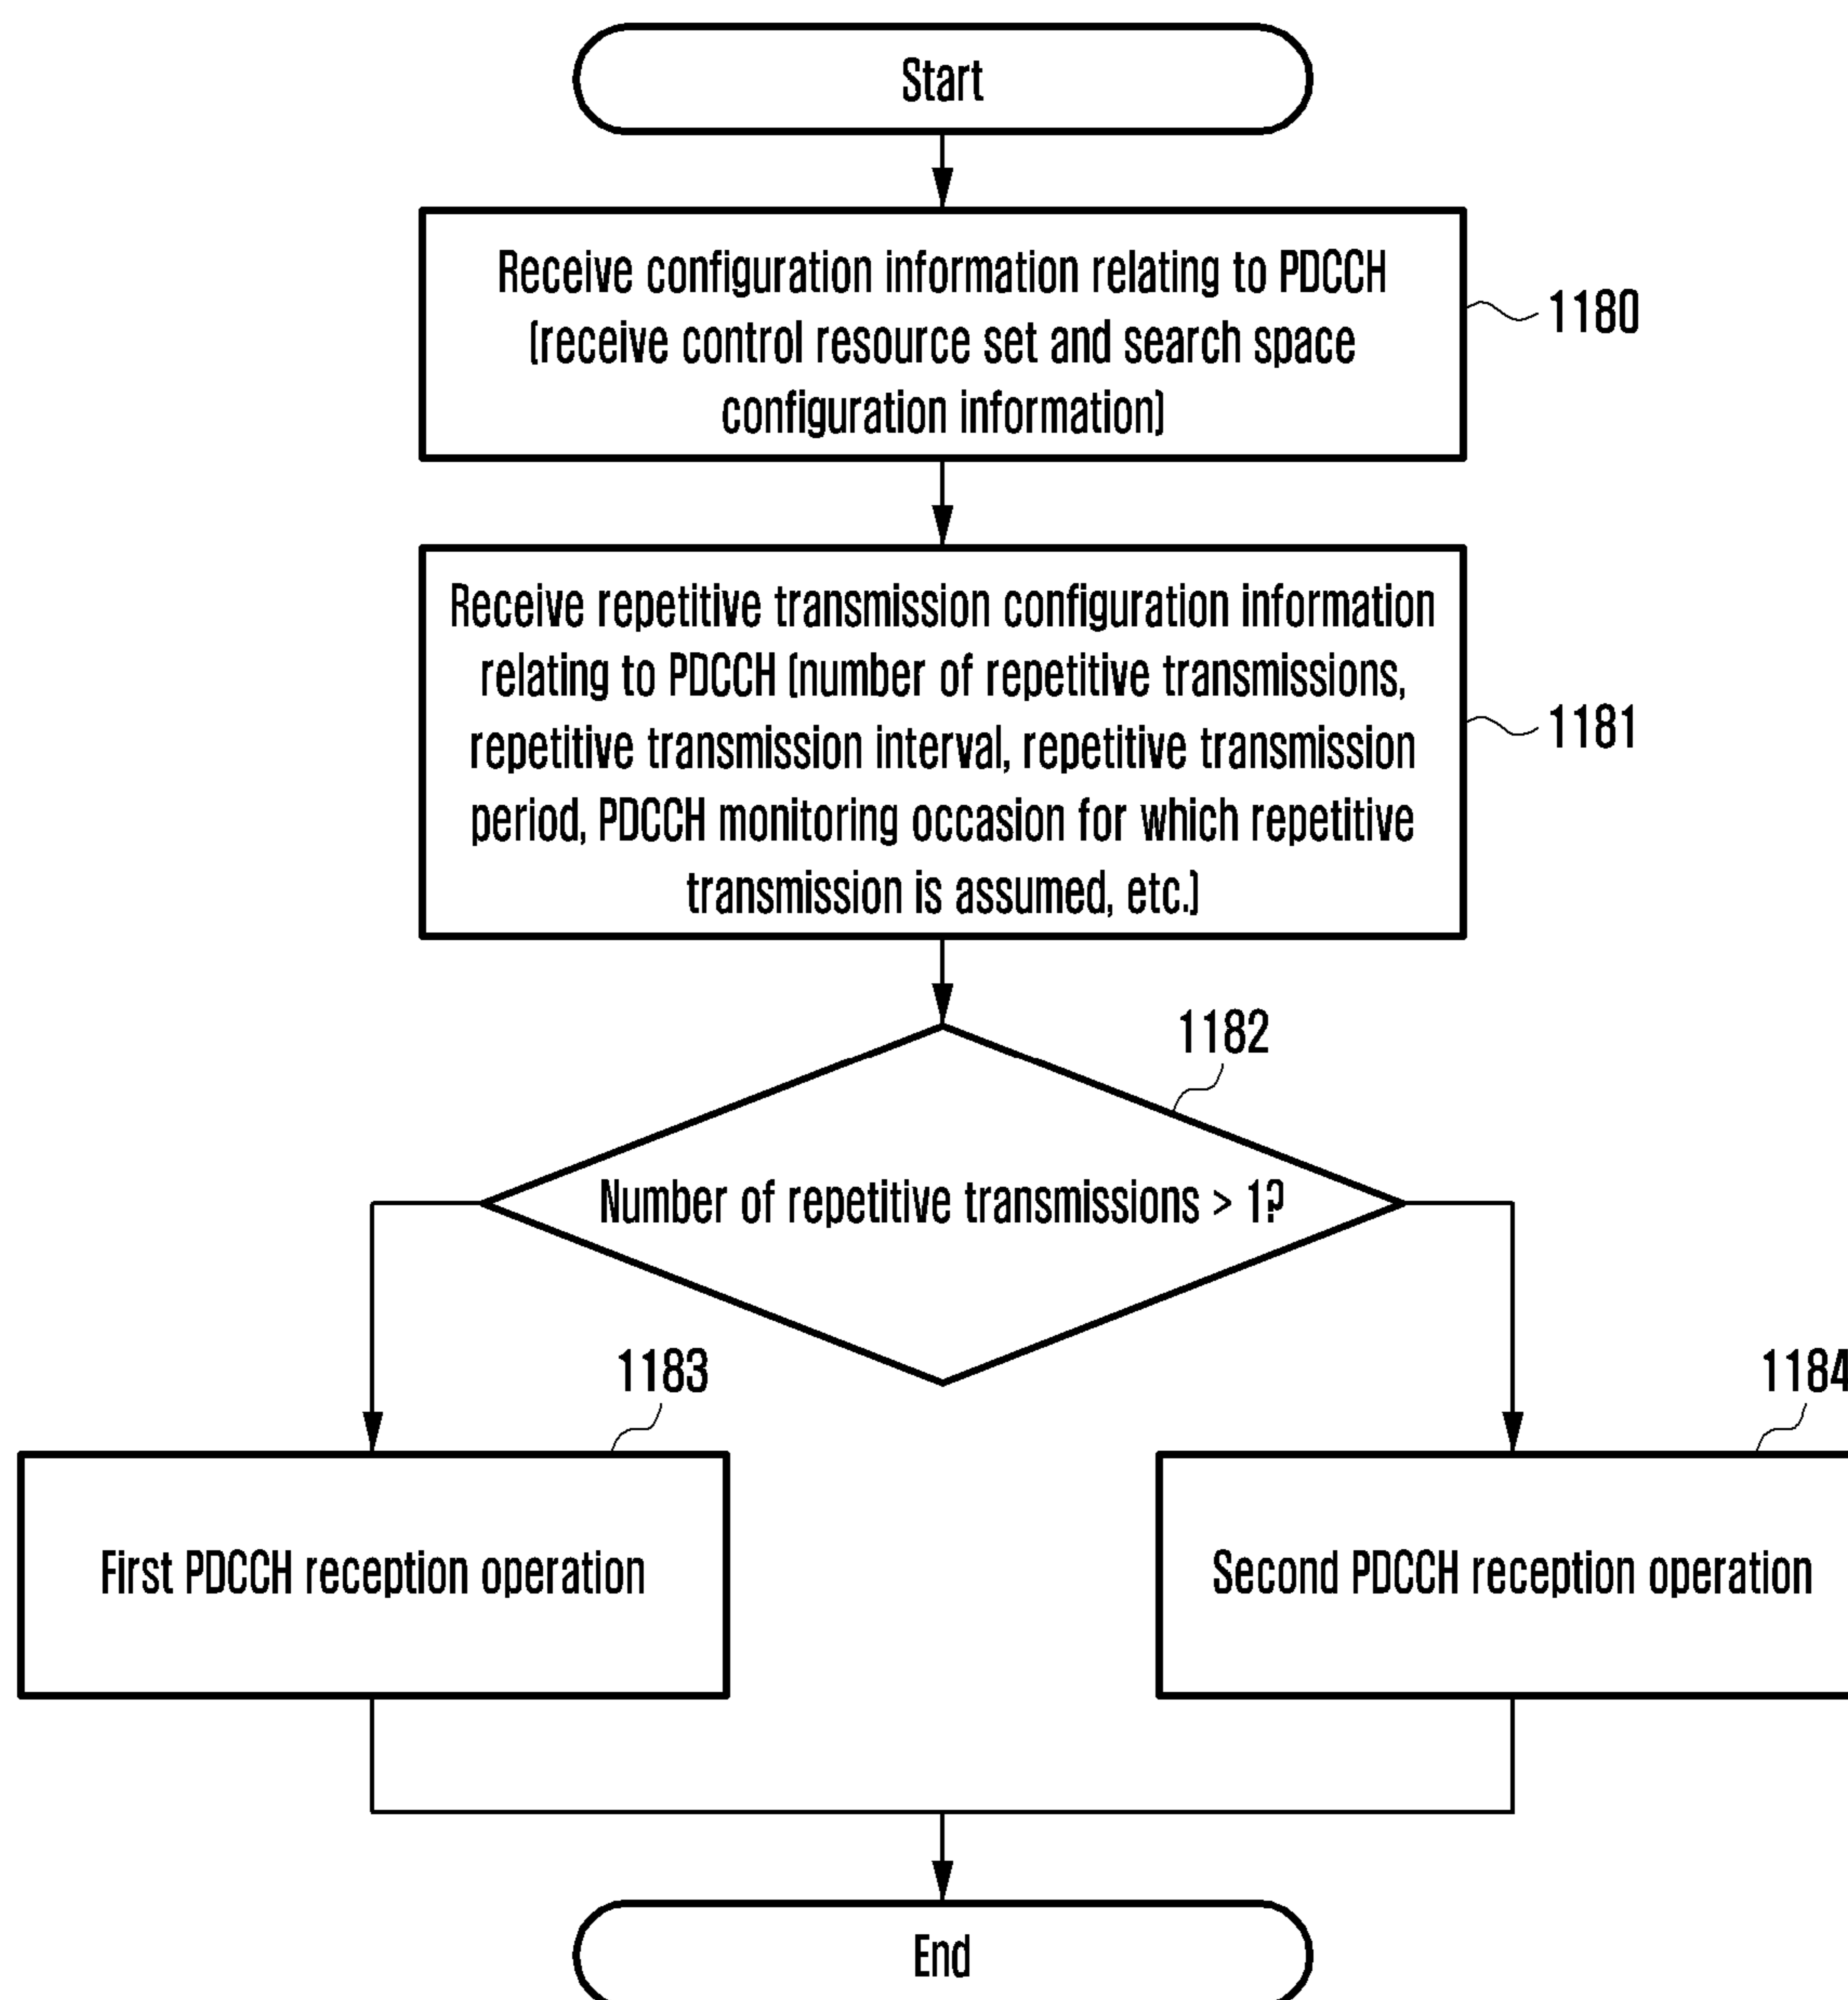 Start
Receive configuration information relating to PDCCH
(receive control resource set and search space
configuration information)
1180
Receive repetitive transmission configuration information
relating to PDCCH (number of repetitive transmissions,
repetitive transmission interval, repetitive transmission
period, PDCCH monitoring occasion for which repetitive
transmission is assumed, etc.)
1181
1182
Number of repetitive transmissions > 1?
1183
1184
First PDCCH reception operation
Second PDCCH reception operation
End